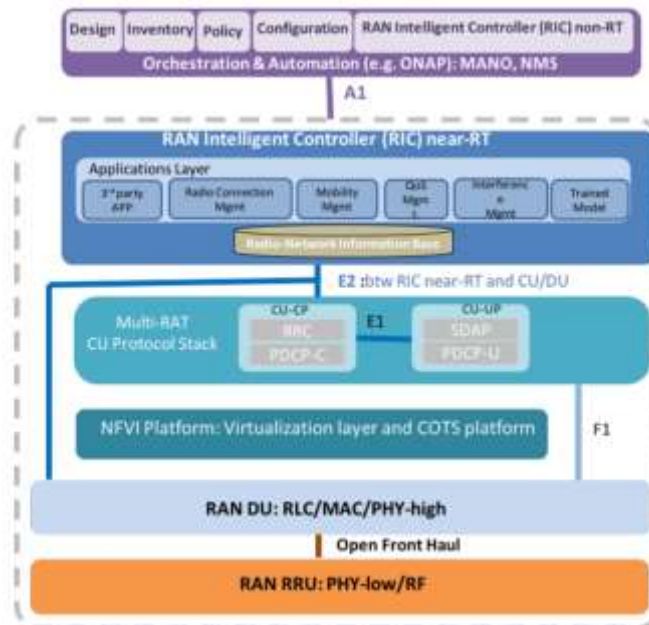 Design Inventory Policy Configuration RAN Intelligent Controller (RIC) non-RT
Orchestration & Automation (e.g. ONAP): MANO, NMS
A1
RAN Intelligent Controller (RIC) near-RT
Applications Layer
3rd party
APP
Radio Connection
Mgmt
Mobility
Mgmt
QoS
Mgmt
Interferenc
e
Mgmt
Trained
Model
Radio-Network Information Base
E2 :btw RIC near-RT and CU/DU
Multi-RAT
CU Protocol Stack
CU-CP
RRC
PDCP-C
E1
CU-UP
SDAP
PDCP-U
NFVI Platform: Virtualization layer and COTS platform
F1
RAN DU: RLC/MAC/PHY-high
Open Front Haul
RAN RRU: PHY-low/RF